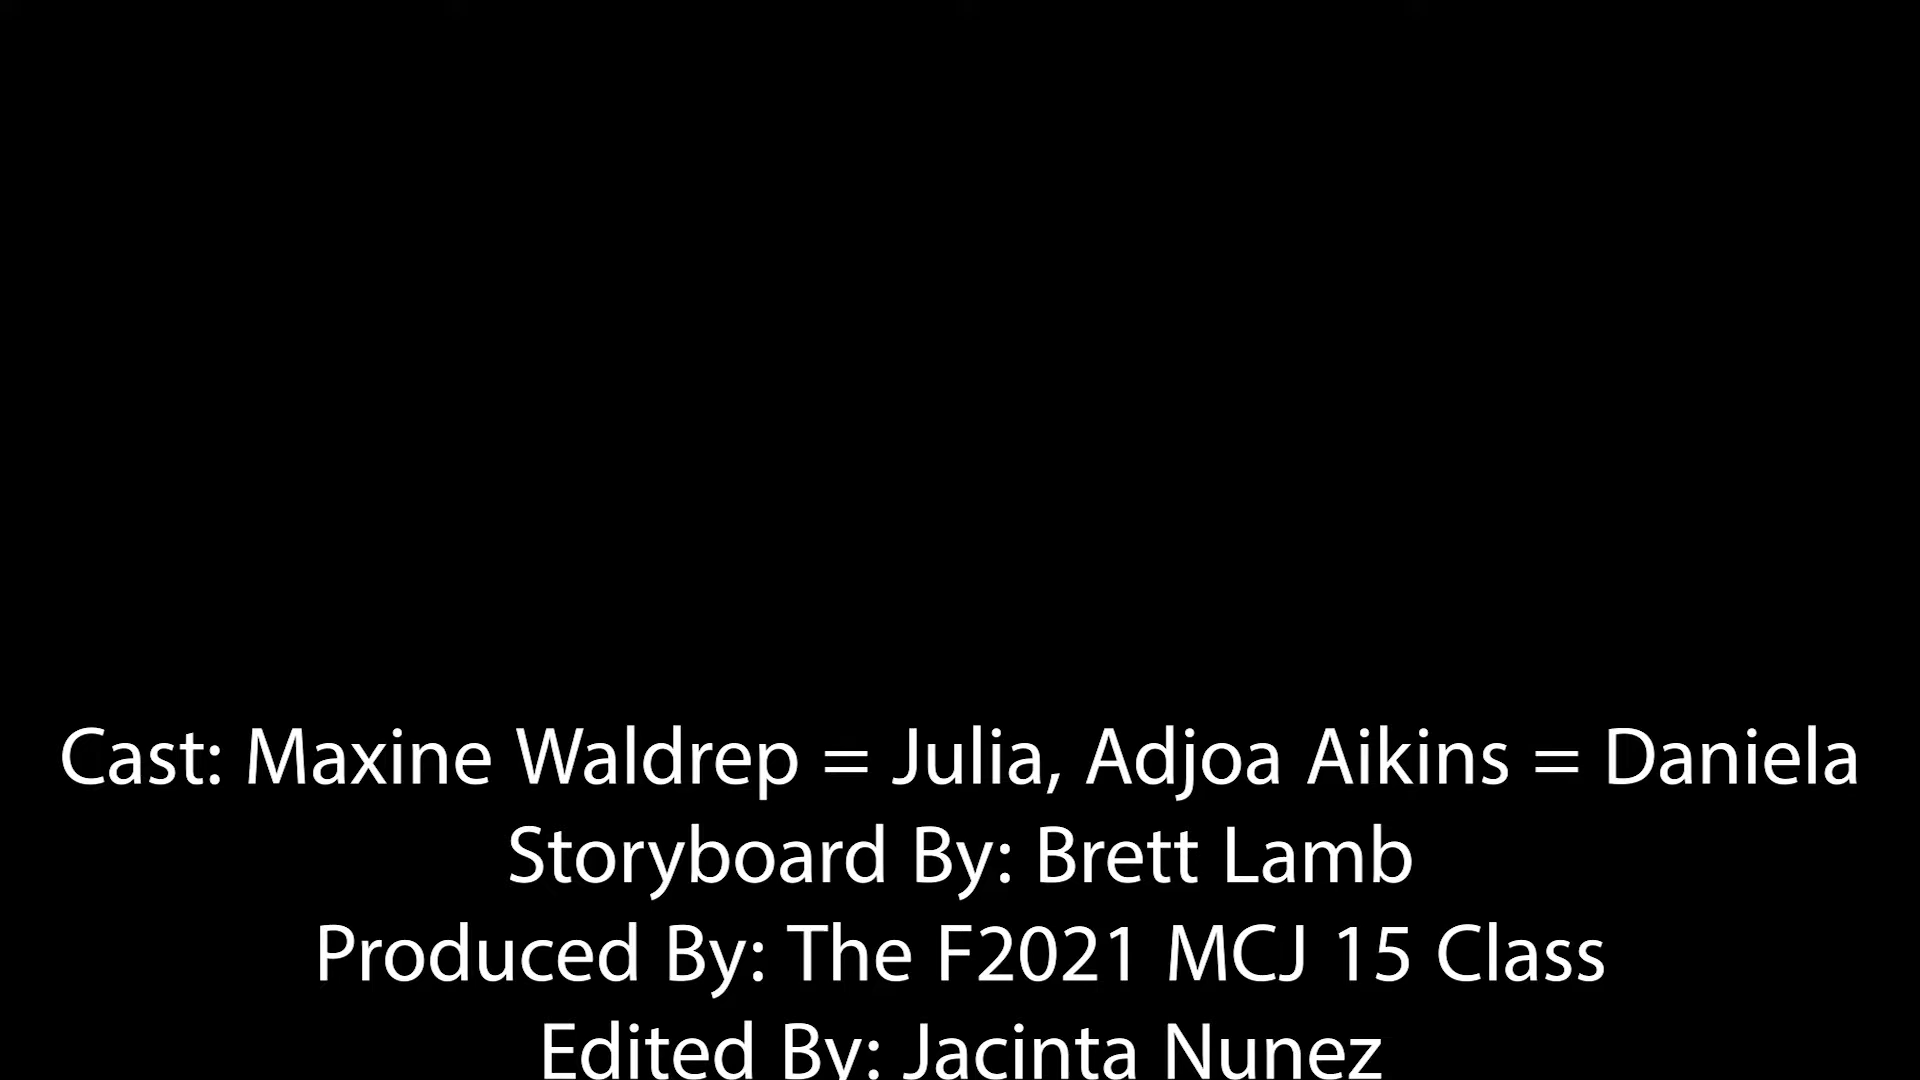 Cast: Maxine Waldrep = Julia, Adjoa Aikins = Daniela
Storyboard By: Brett Lamb
Produced By: The F2021 MCJ 15 Class
Edited By: Jacinta Nunez